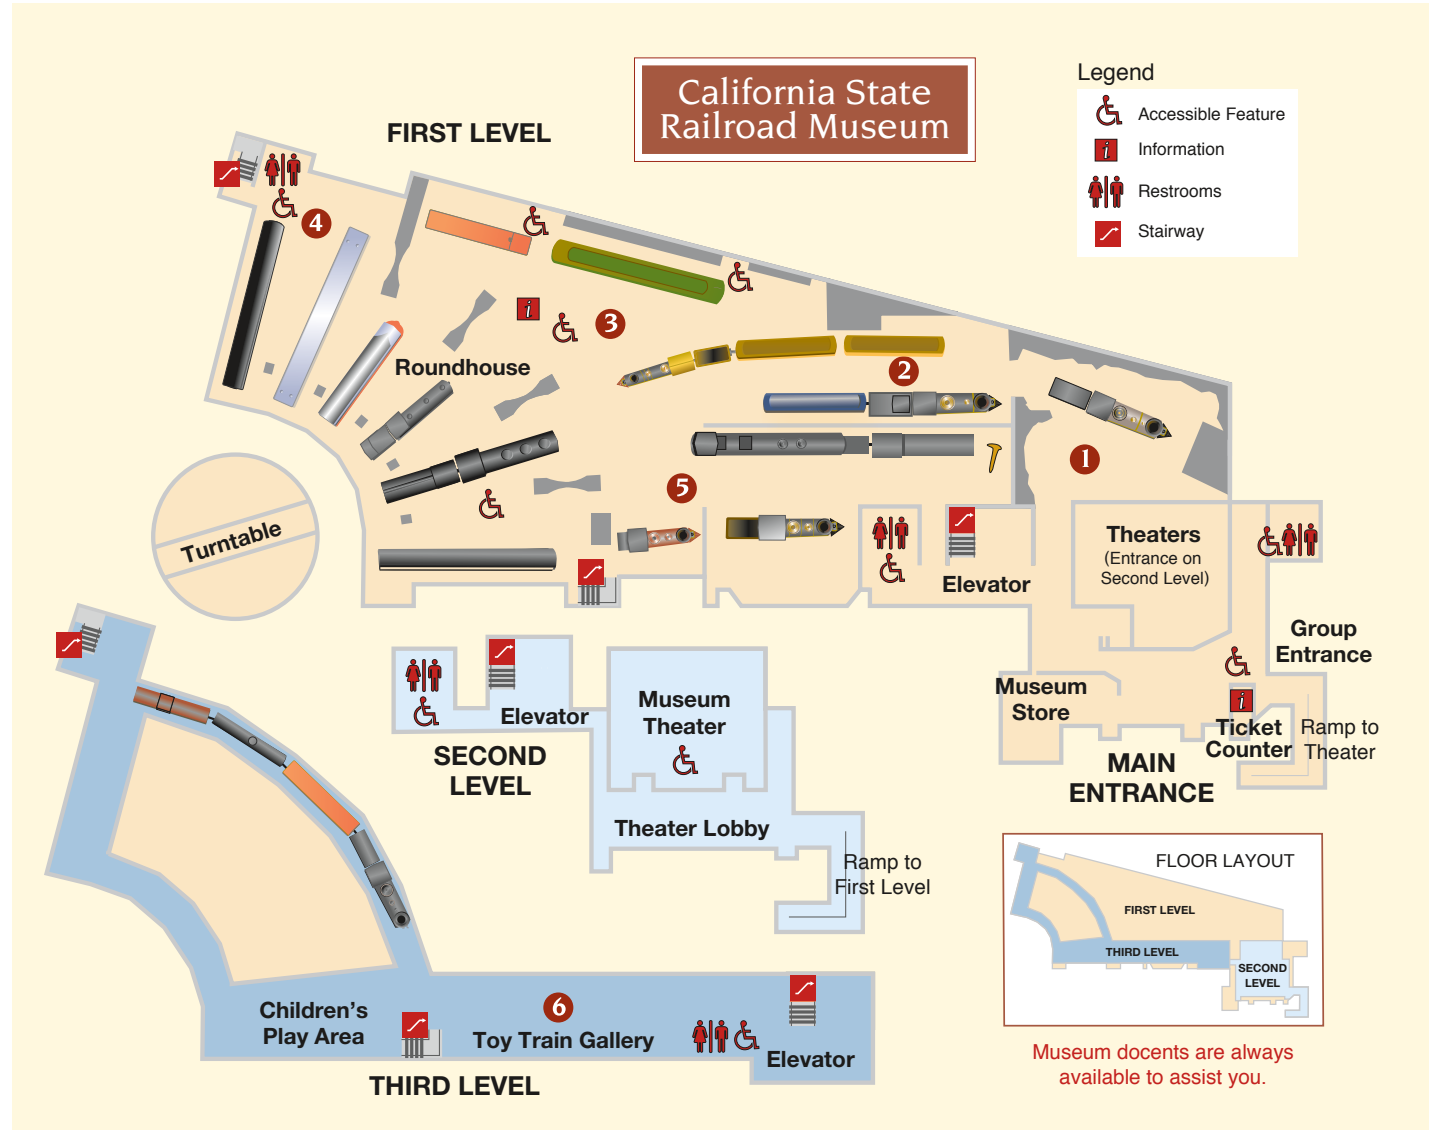 California State
Railroad Museum
Legend
Accessible Feature
i
Information
Restrooms
Stairway
FIRST LEVEL
4
i
3
Roundhouse
2
1
5
Turntable
Elevator
Theaters
(Entrance on
Second Level)
Group
Entrance
Museum
Store
i
Ticket
Counter
Ramp to
Theater
MAIN
ENTRANCE
Elevator
SECOND
LEVEL
Museum
Theater
Theater Lobby
Ramp to
First Level
Children's
Play Area
6
Toy Train Gallery
Elevator
THIRD LEVEL
FLOOR LAYOUT
FIRST LEVEL
THIRD LEVEL
SECOND
LEVEL
Museum docents are always
available to assist you.